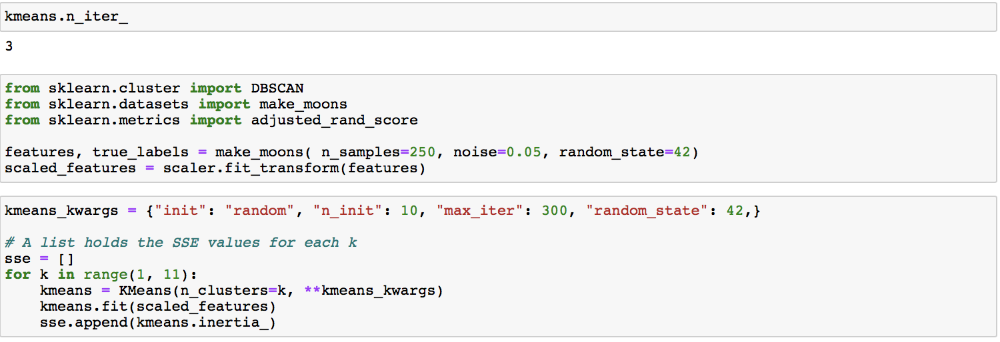 kmeans.n_iter_
3
from sklearn.cluster import DBSCAN
from sklearn.datasets import make_moons
from sklearn.metrics import adjusted_rand_score
features, true_labels = make_moons( n_samples=250, noise=0.05, random_state=42)
scaled_features = scaler.fit_transform(features)
kmeans_kwargs = {"init": "random", "n_init": 10, "max_iter": 300, "random_state": 42,}
# A list holds the SSE values for each k
sse = []
for k in range(1, 11):
    kmeans = KMeans(n_clusters=k, **kmeans_kwargs)
    kmeans.fit(scaled_features)
    sse.append(kmeans.inertia_)